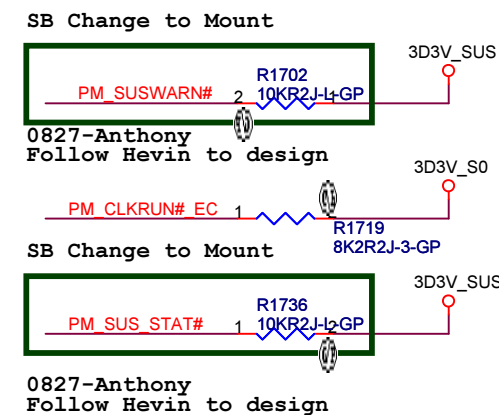 SB Change to Mount
3D3V_SUS
R1702
PM_SUSWARN# 2 10KR2J-L-GP 1
0827-Anthony
Follow Hevin to design
3D3V_S0
PM_CLKRUN#_EC 1
R1719
8K2R2J-3-GP
SB Change to Mount
3D3V_SUS
R1736
PM_SUS_STAT# 1 10KR2J-L-GP 2
0827-Anthony
Follow Hevin to design